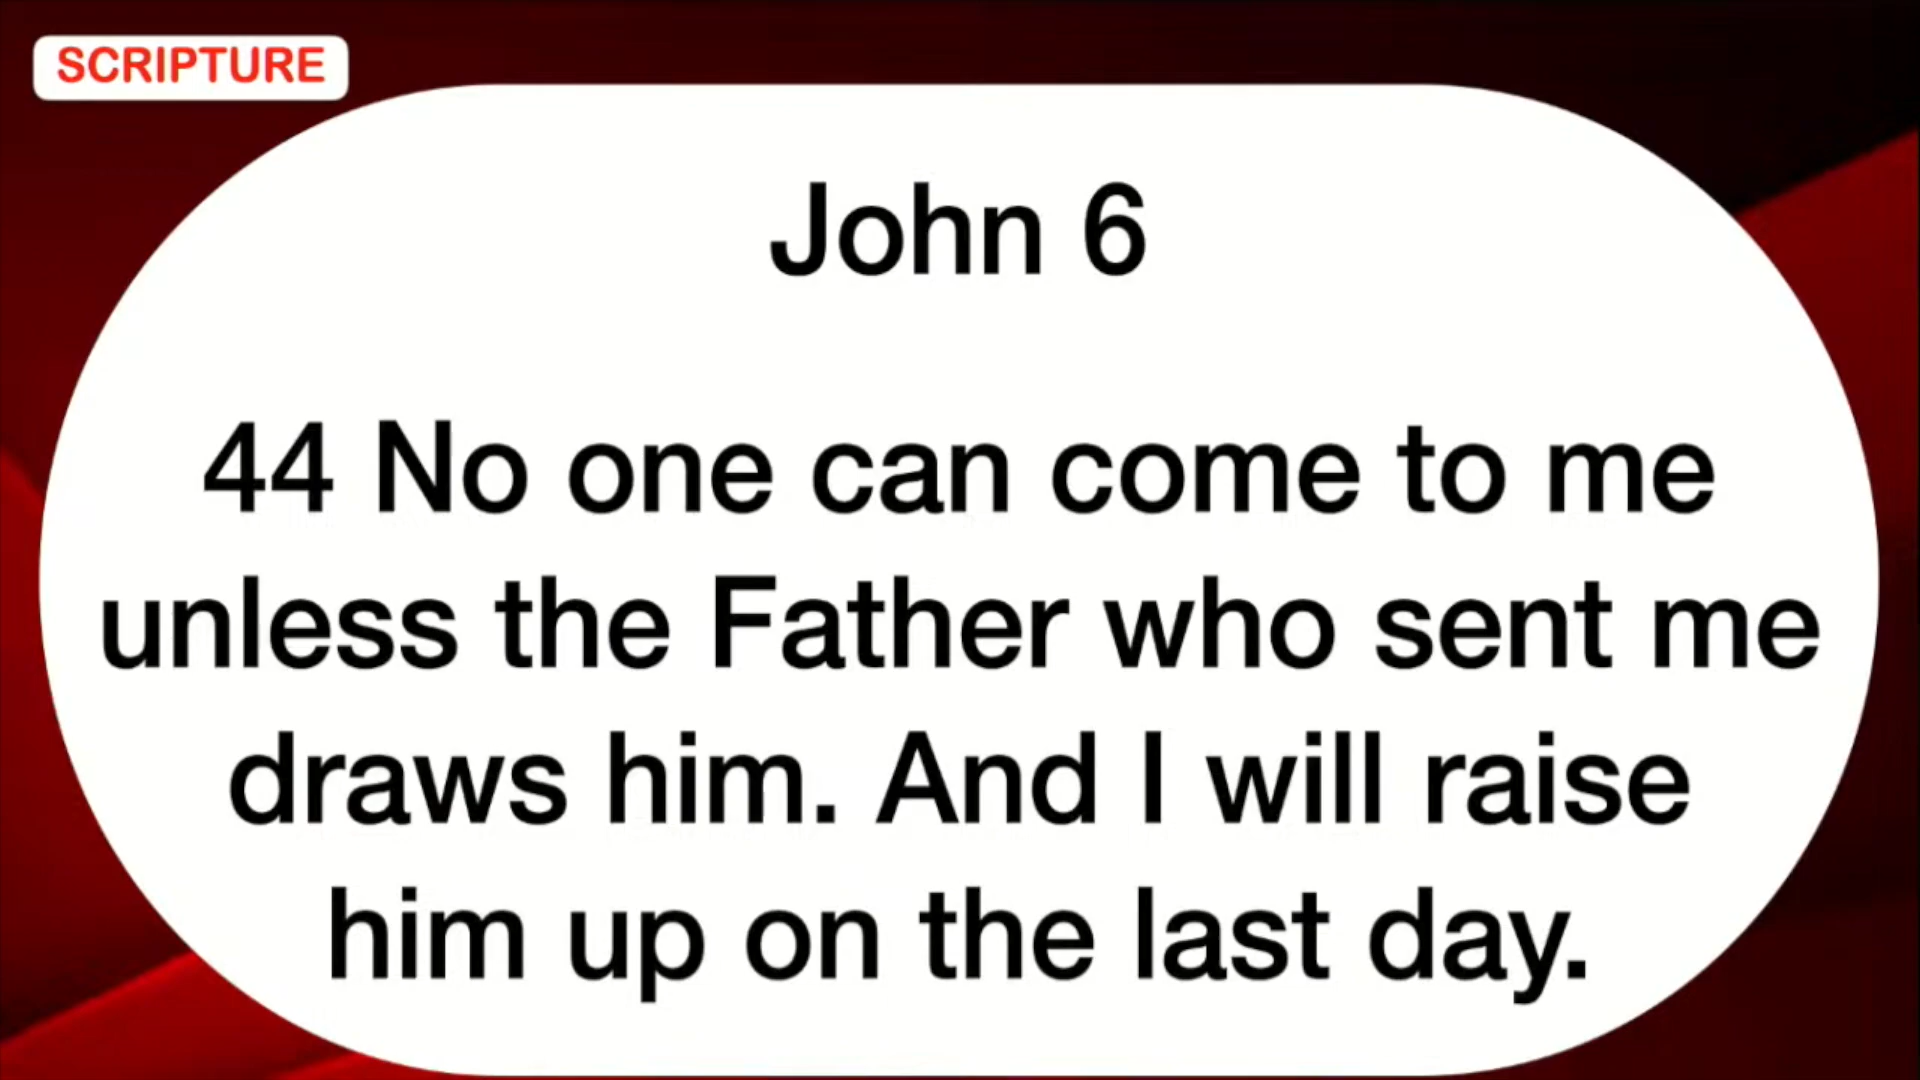 SCRIPTURE
John 6
44 No one can come to me
unless the Father who sent me
draws him. And I will raise
him up on the last day.